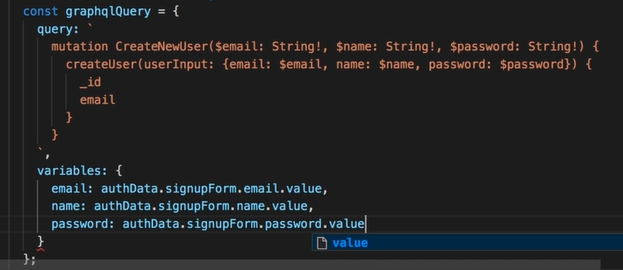 const graphqlQuery = {
query: `
mutation CreateNewUser($email: String!, $name: String!, $password: String!) {
createUser(userInput: {email: $email, name: $name, password: $password}) {
_id
email
}
}
`,
variables: {
email: authData.signupForm.email.value,
name: authData.signupForm.name.value,
password: authData.signupForm.password.value
}
value
};